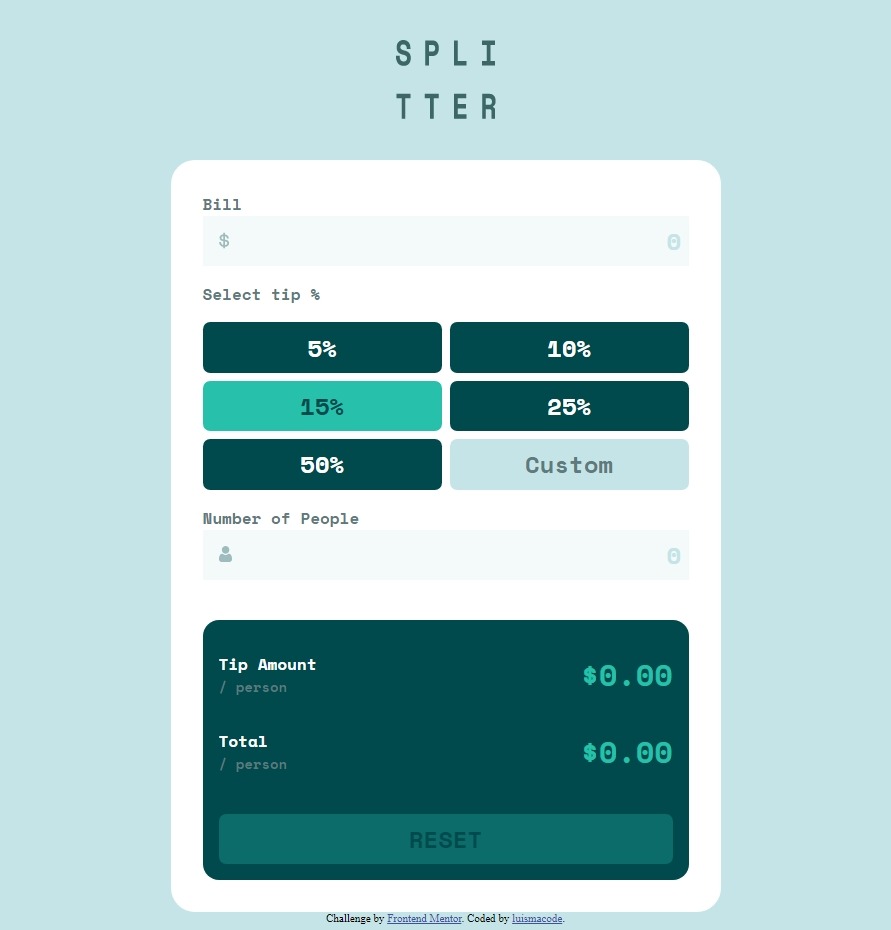 SPLI
TTER
Bill
$ 0
Select tip %
5% 10%
15% 25%
50% Custom
Number of People
0
Tip Amount
/ person
$0.00
Total
/ person
$0.00
RESET
Challenge by Frontend Mentor. Coded by luismacode.